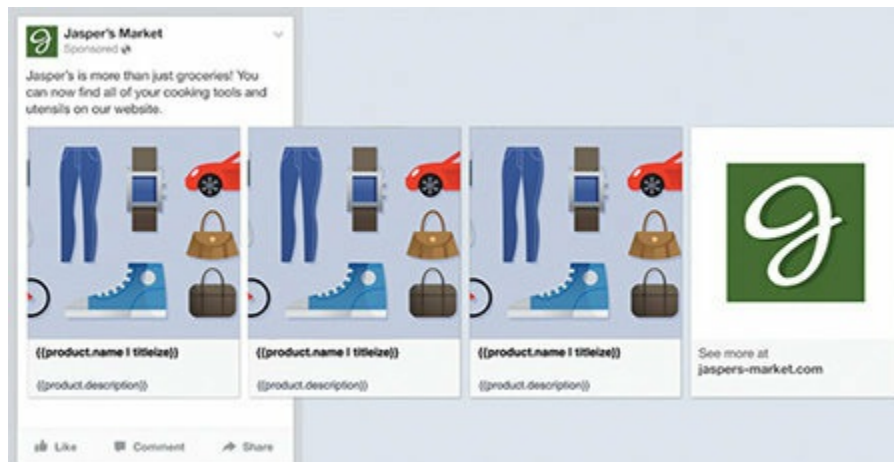 Jasper's Market
Sponsored
Jasper's is more than just groceries! You
can now find all of your cooking tools and
utensils on our website.
{{product.name | titleize}}
{{product.description}}
{{product.name | titleize}}
{{product.description}}
{{product.name | titleize}}
{{product.description}}
See more at
jaspers-market.com
Like Comment Share